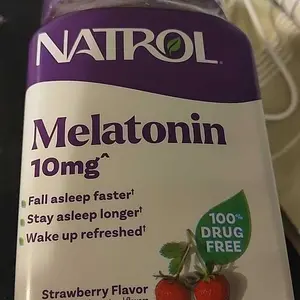 NATROL
Melatonin
10mg^
Fall asleep faster†
Stay asleep longer†
Wake up refreshed†
100%
DRUG
FREE
Strawberry Flavor